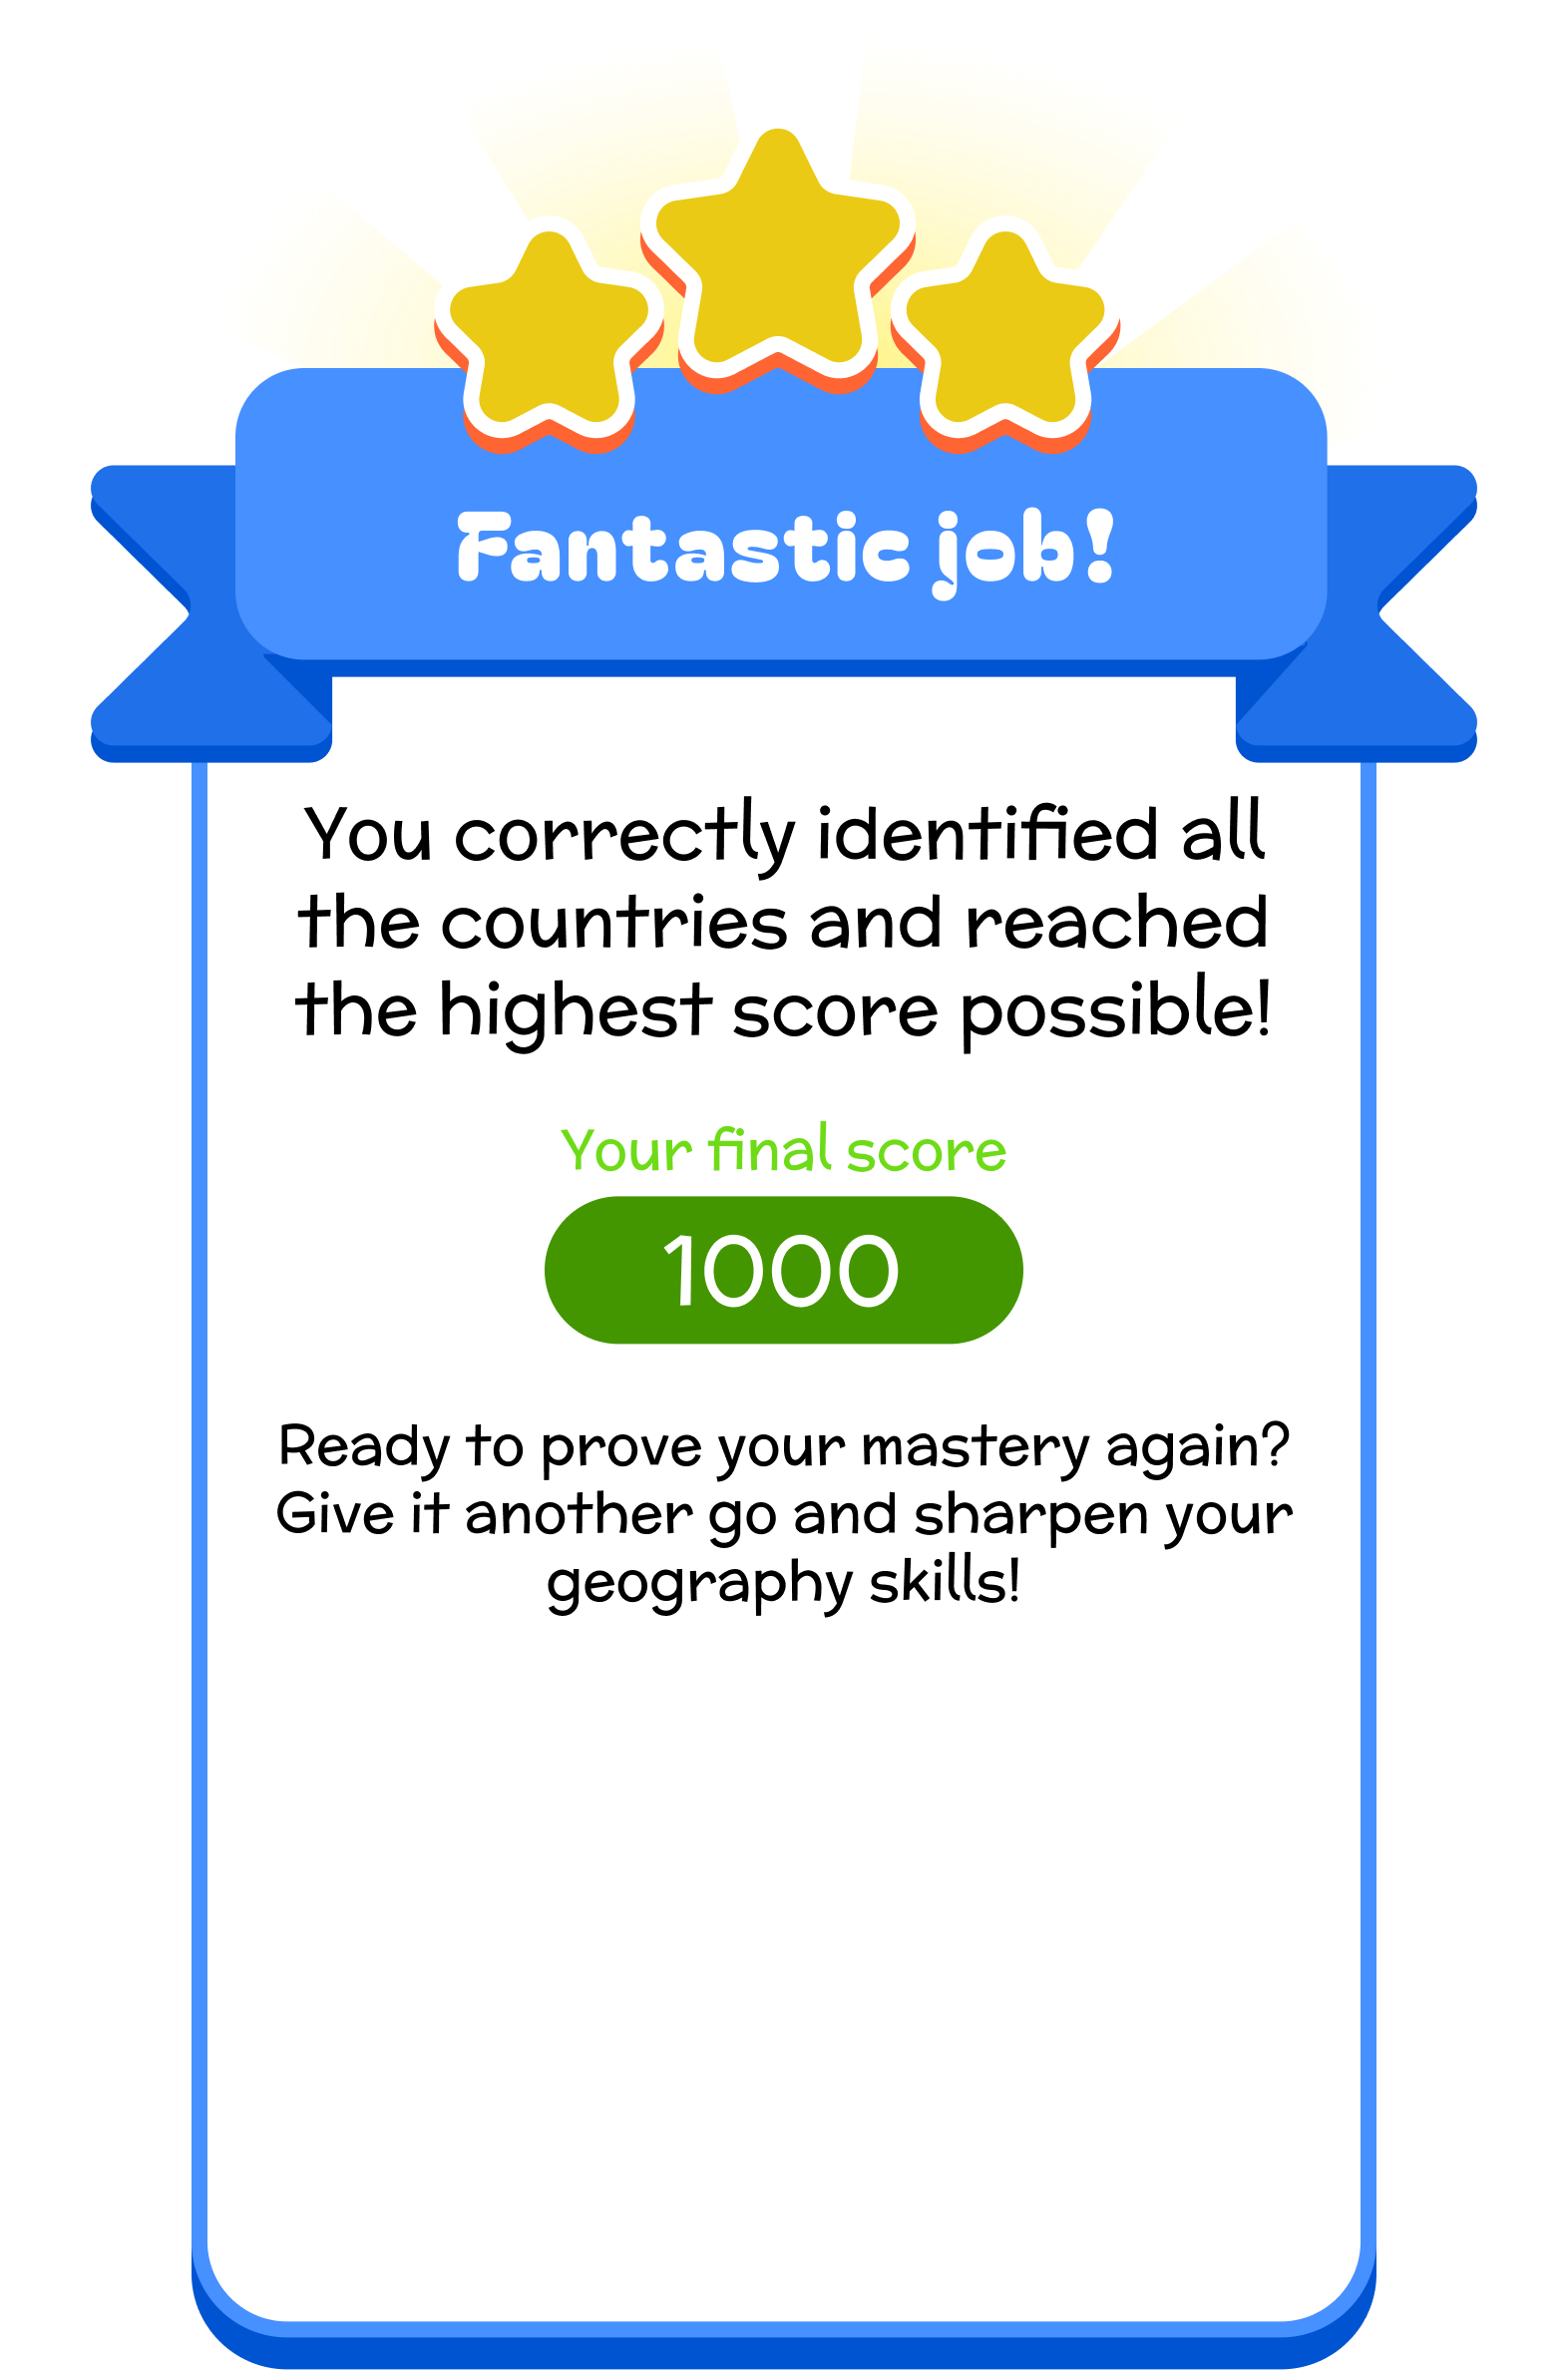 Fantastic job!
You correctly identified all
the countries and reached
the highest score possible!
Your final score
1000
Ready to prove your mastery again?
Give it another go and sharpen your
geography skills!